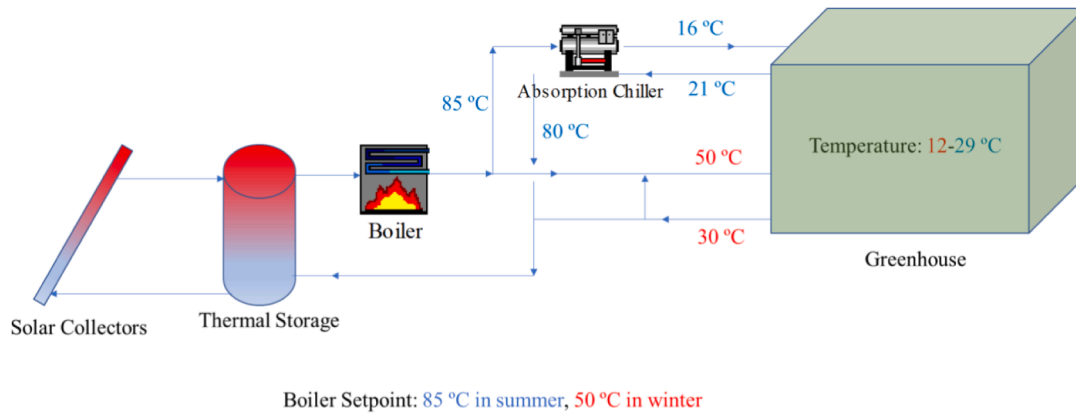 16 ºC
Absorption Chiller
21 ºC
85 ºC
80 ºC
Temperature: 12-29 ºC
50 ºC
Boiler
30 ºC
Greenhouse
Solar Collectors
Thermal Storage
Boiler Setpoint: 85 ºC in summer, 50 ºC in winter